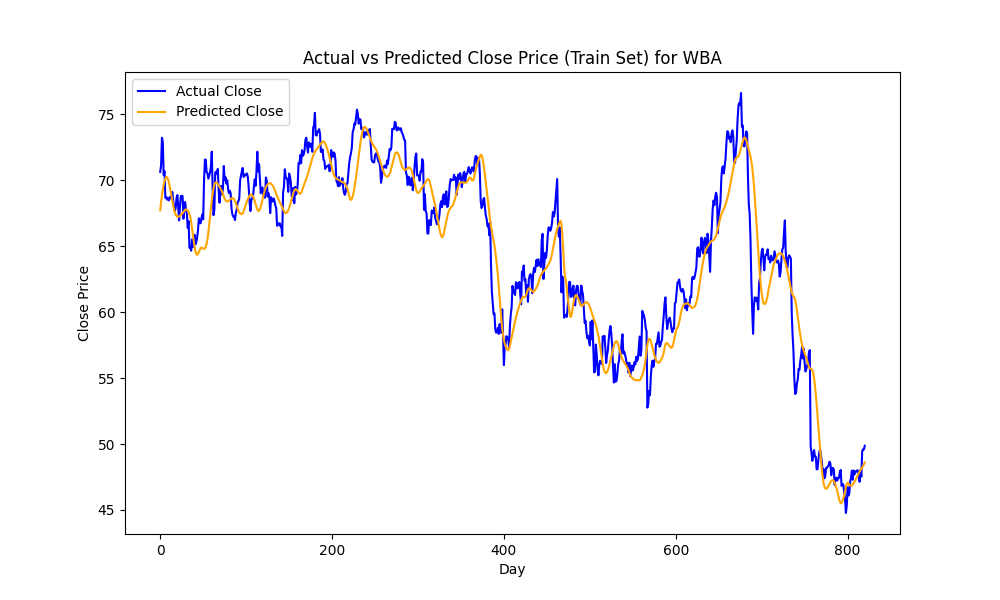 Actual vs Predicted Close Price (Train Set) for WBA
Actual Close
Predicted Close
Close Price
75
70
65
60
55
50
45
0 200 400 600 800
Day